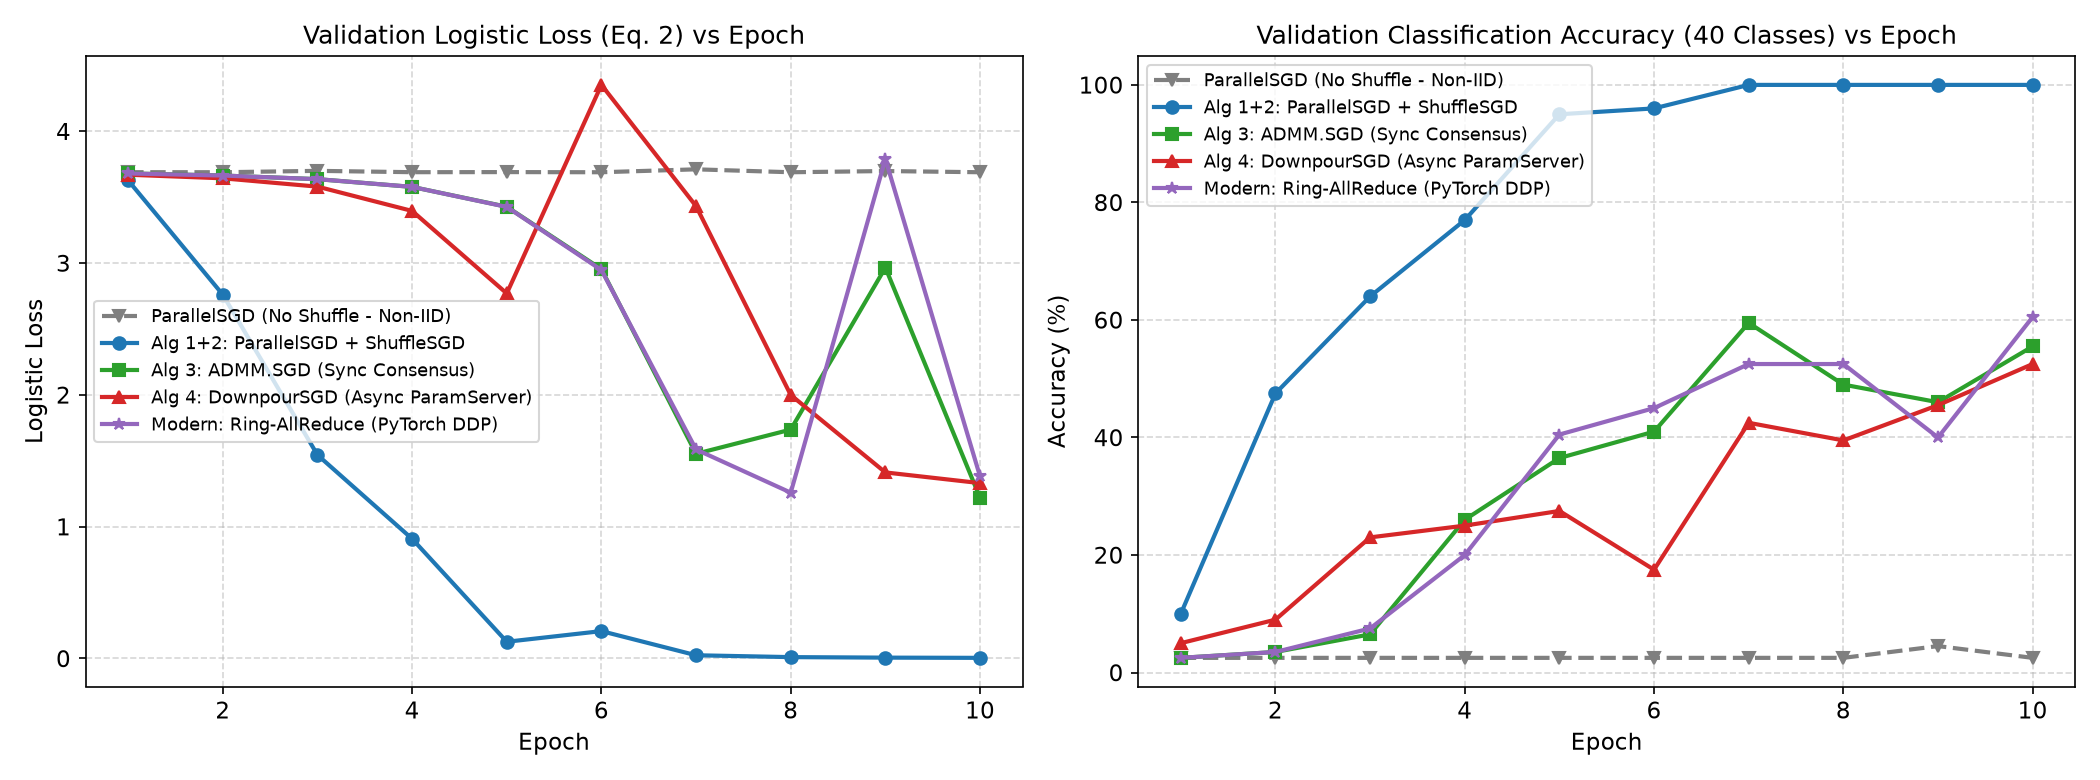 Validation Logistic Loss (Eq. 2) vs Epoch
Logistic Loss
4
3
2
1
0
ParallelSGD (No Shuffle - Non-IID)
Alg 1+2: ParallelSGD + ShuffleSGD
Alg 3: ADMM.SGD (Sync Consensus)
Alg 4: DownpourSGD (Async ParamServer)
Modern: Ring-AllReduce (PyTorch DDP)
2 4 6 8 10
Epoch
Validation Classification Accuracy (40 Classes) vs Epoch
Accuracy (%)
100
80
60
40
20
0
ParallelSGD (No Shuffle - Non-IID)
Alg 1+2: ParallelSGD + ShuffleSGD
Alg 3: ADMM.SGD (Sync Consensus)
Alg 4: DownpourSGD (Async ParamServer)
Modern: Ring-AllReduce (PyTorch DDP)
2 4 6 8 10
Epoch